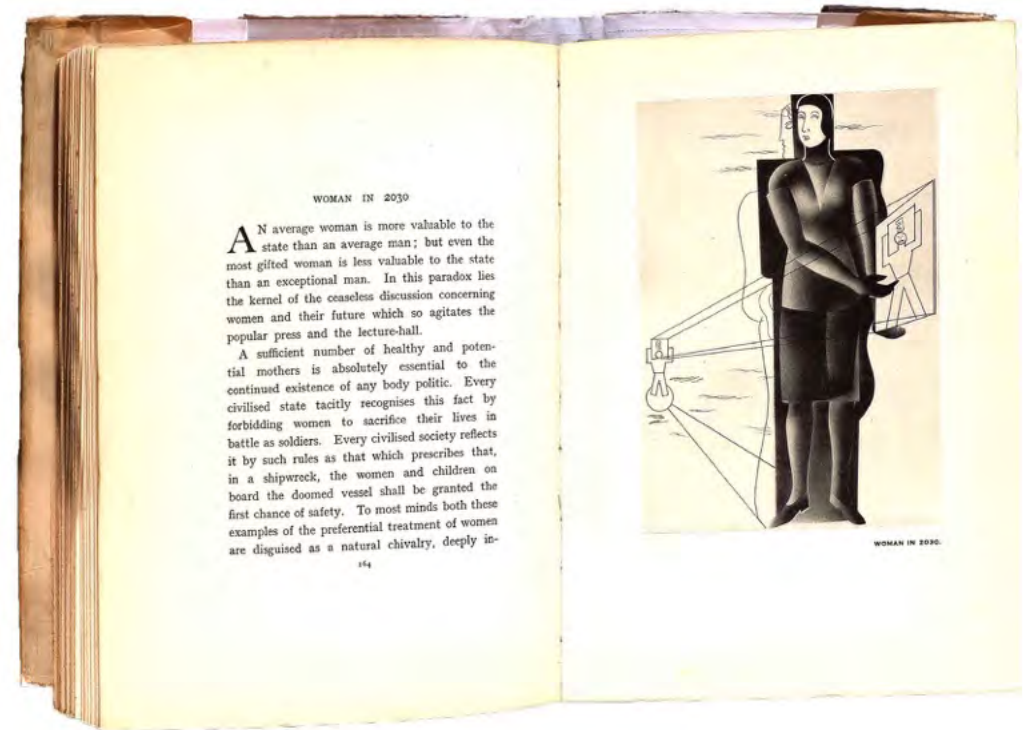 WOMAN IN 2030
AN average woman is more valuable to the
state than an average man; but even the
most gifted woman is less valuable to the state
than an exceptional man. In this paradox lies
the kernel of the ceaseless discussion concerning
women and their future which so agitates the
popular press and the lecture-hall.
A sufficient number of healthy and poten-
tial mothers is absolutely essential to the
continued existence of any body politic. Every
civilised state tacitly recognises this fact by
forbidding women to sacrifice their lives in
battle as soldiers. Every civilised society reflects
it by such rules as that which prescribes that,
in a shipwreck, the women and children on
board the doomed vessel shall be granted the
first chance of safety. To most minds both these
examples of the preferential treatment of women
are disguised as a natural chivalry, deeply in-
164
WOMAN IN 2030.